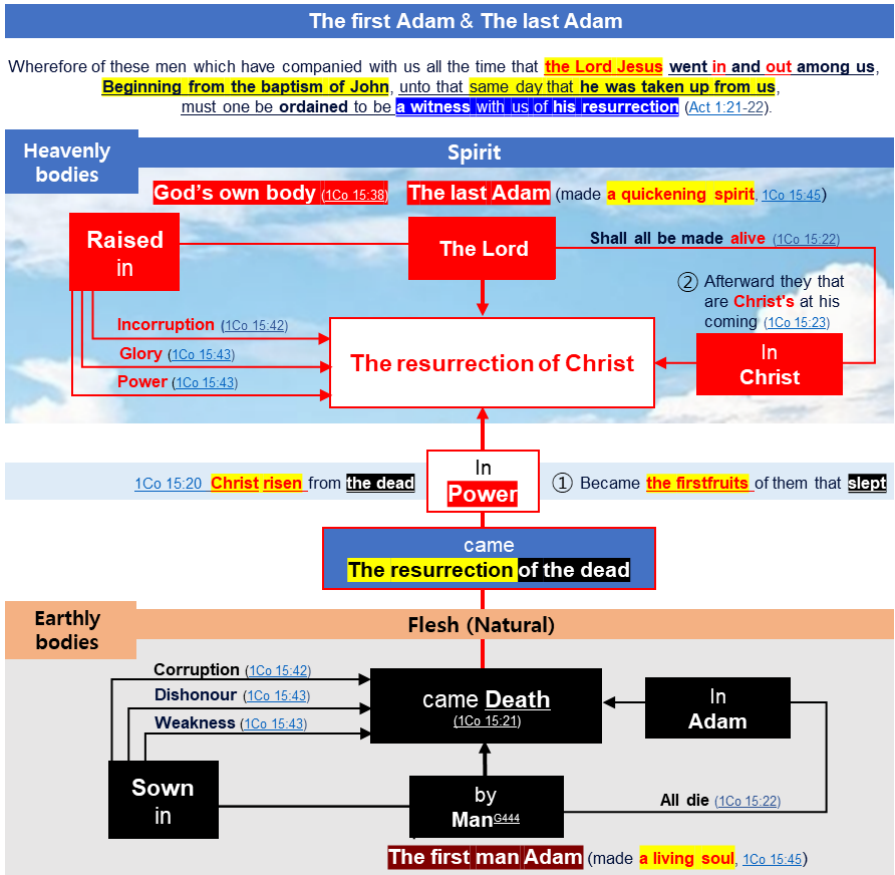 The first Adam & The last Adam
Wherefore of these men which have companied with us all the time that the Lord Jesus went in and out among us,
Beginning from the baptism of John, unto that same day that he was taken up from us,
must one be ordained to be a witness with us of his resurrection (Act 1:21-22).
Heavenly
bodies
Spirit
God's own body (1Co 15:38)
The last Adam (made a quickening spirit, 1Co 15:45)
Raised
in
The Lord
Shall all be made alive (1Co 15:22)
② Afterward they that
are Christ's at his
coming (1Co 15:23)
Incorruption (1Co 15:42)
Glory (1Co 15:43)
Power (1Co 15:43)
The resurrection of Christ
In
Christ
1Co 15:20 Christ risen from the dead
In
Power
① Became the firstfruits of them that slept
came
The resurrection of the dead
Earthly
bodies
Flesh (Natural)
Corruption (1Co 15:42)
Dishonour (1Co 15:43)
Weakness (1Co 15:43)
came Death
(1Co 15:21)
In
Adam
Sown
in
by
ManG444
All die (1Co 15:22)
The first man Adam (made a living soul, 1Co 15:45)